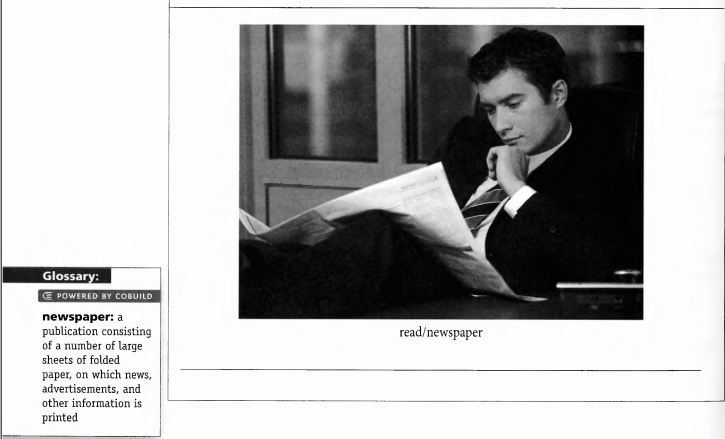 read/newspaper
Glossary:
POWERED BY COBUILD
newspaper: a
publication consisting
of a number of large
sheets of folded
paper, on which news,
advertisements, and
other information is
printed